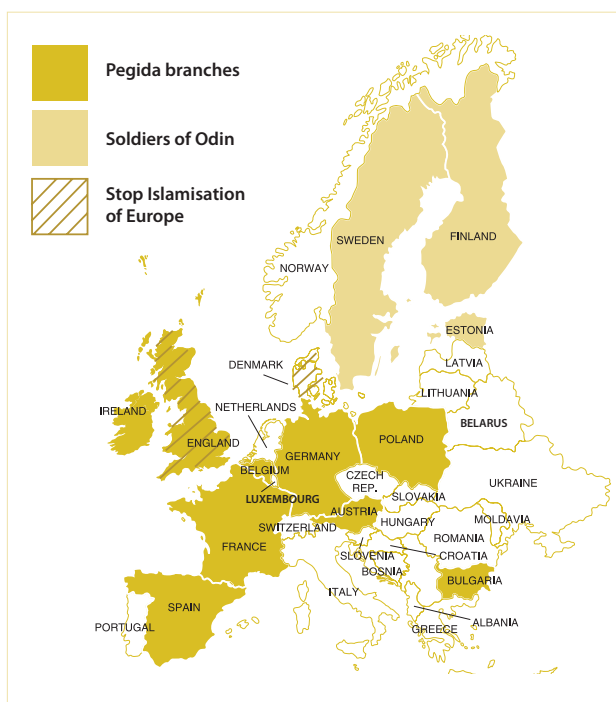 Pegida branches
Soldiers of Odin
Stop Islamisation
of Europe
SWEDEN
FINLAND
NORWAY
ESTONIA
DENMARK
LATVIA
LITHUANIA
NETHERLANDS
IRELAND
BELARUS
ENGLAND
POLAND
GERMANY
BELGIUM
CZECH
REP.
UKRAINE
LUXEMBOURG
SLOVAKIA
AUSTRIA
MOLDAVIA
SWITZERLAND
HUNGARY
ROMANIA
FRANCE
SLOVENIA
CROATIA
BOSNIA
BULGARIA
ITALY
SPAIN
PORTUGAL
ALBANIA
GREECE